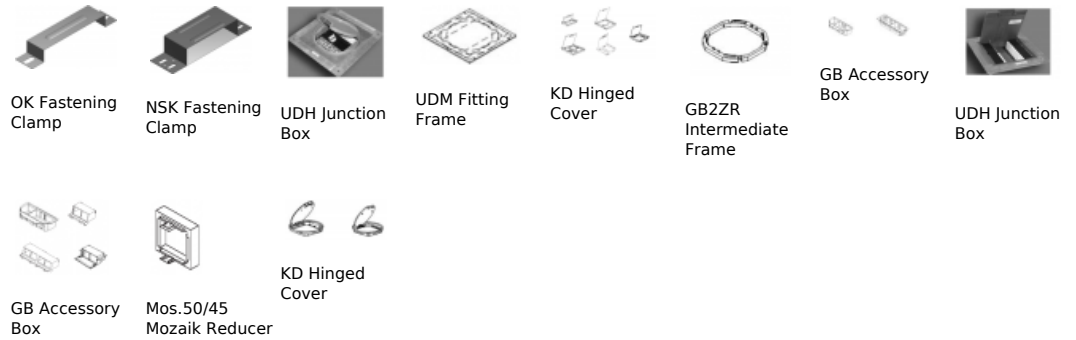 OK Fastening
Clamp
NSK Fastening
Clamp
UDH Junction
Box
UDM Fitting
Frame
KD Hinged
Cover
GB2ZR
Intermediate
Frame
GB Accessory
Box
UDH Junction
Box
GB Accessory
Box
Mos.50/45
Mozaik Reducer
KD Hinged
Cover